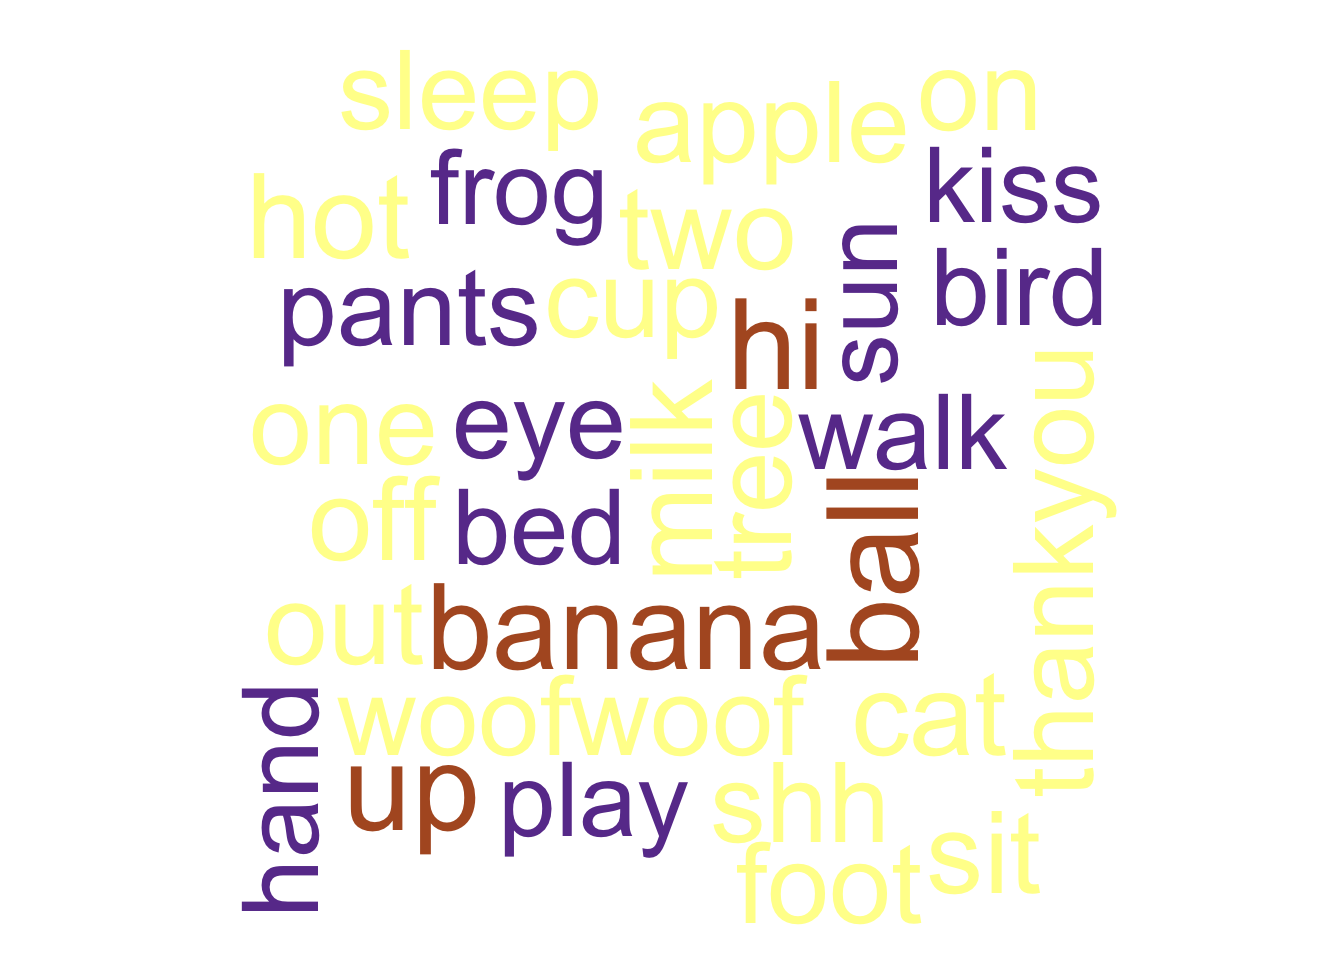 sleep
apple
on
frog
kiss
hot
two
sun
bird
pants
cup
hi
thankyou
one
eye
milk
tree
walk
off
bed
ball
out
banana
hand
woofwoof
cat
up
play
shh
sit
foot